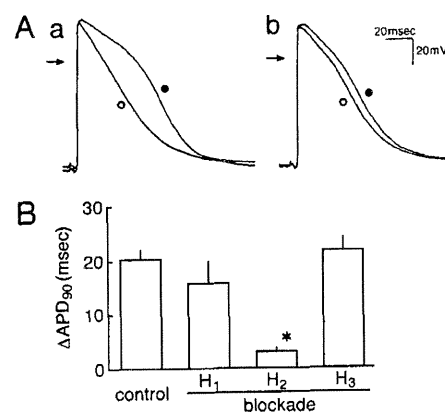 A a b
20msec
20mV
B
ΔAPD90 (msec)
30
20
10
0
*
control H1 H2 H3
blockade